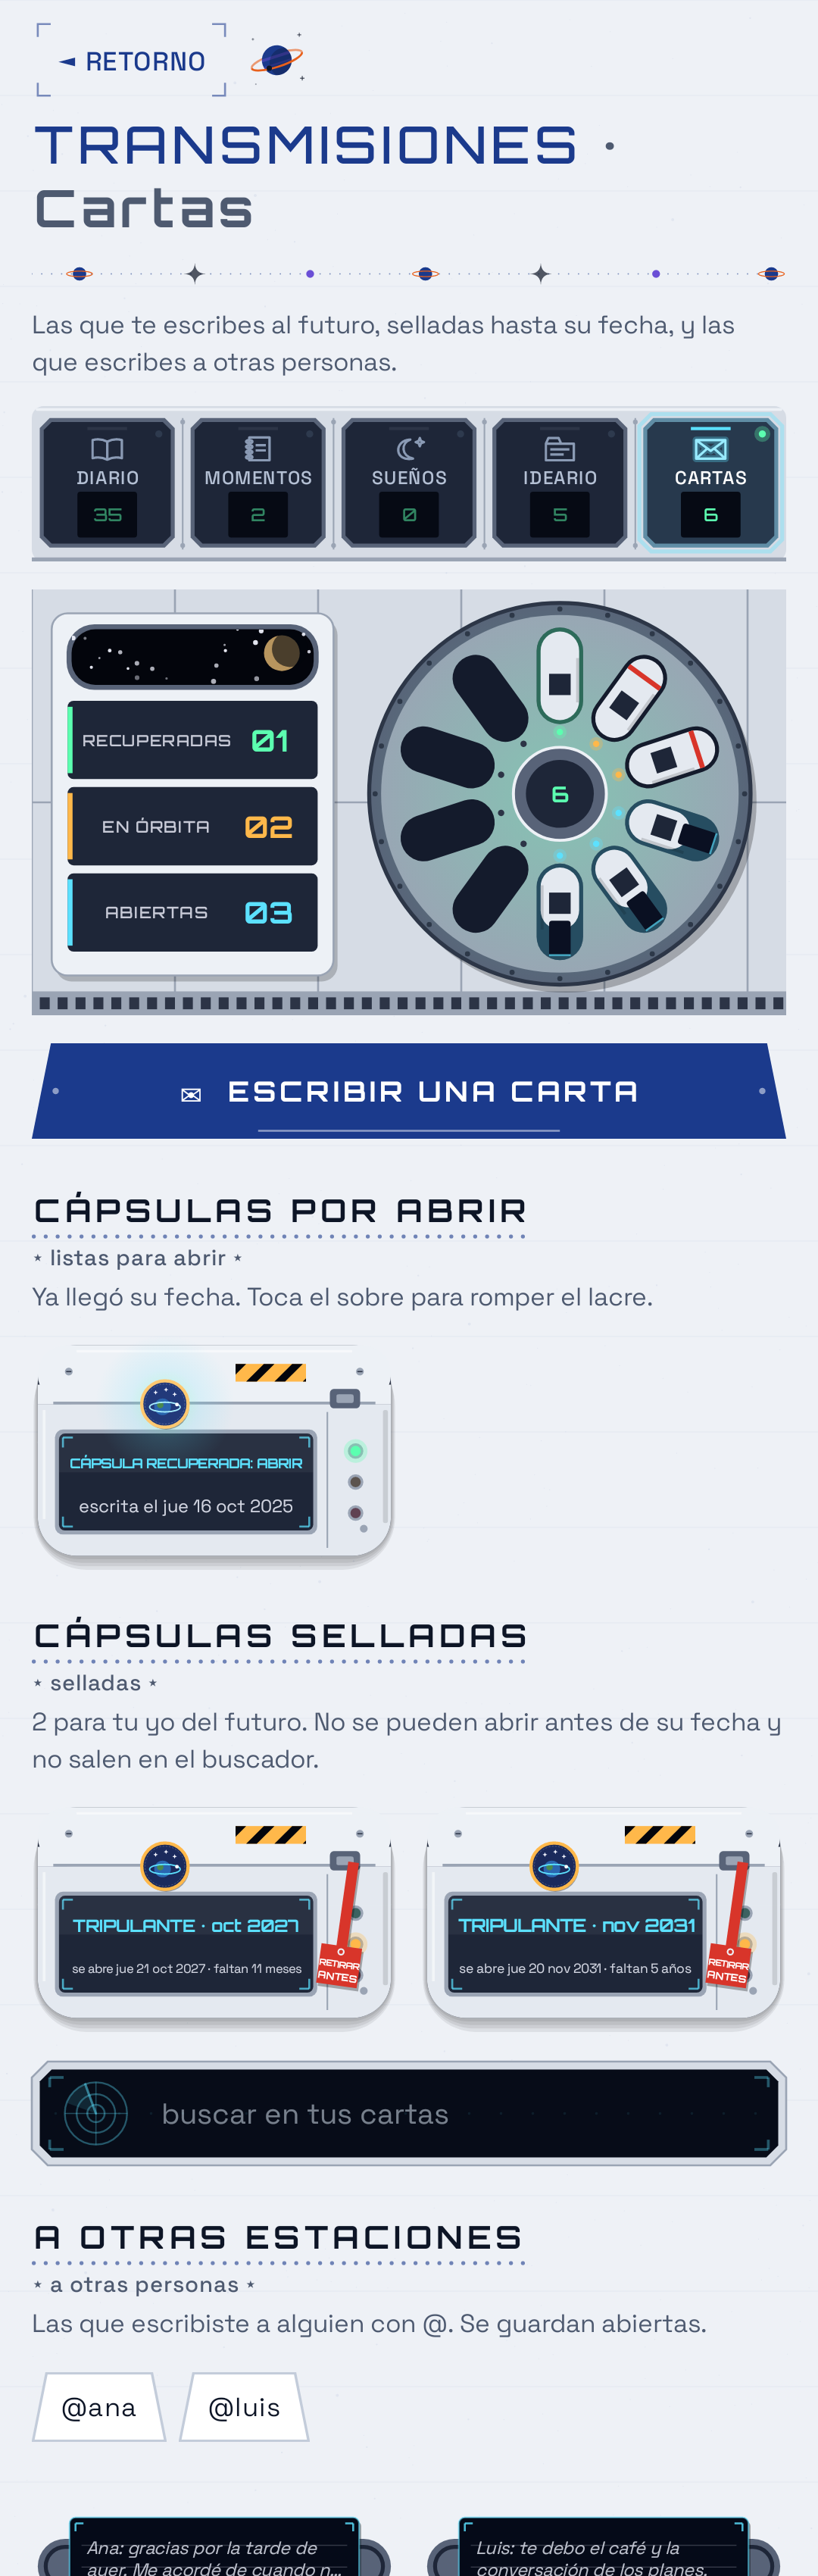 ◄ RETORNO
TRANSMISIONES ·
Cartas
Las que te escribes al futuro, selladas hasta su fecha, y las
que escribes a otras personas.
DIARIO
35
MOMENTOS
2
SUEÑOS
0
IDEARIO
5
CARTAS
6
RECUPERADAS 01
EN ÓRBITA 02
ABIERTAS 03
6
✉ ESCRIBIR UNA CARTA
CÁPSULAS POR ABRIR
⋆ listas para abrir ⋆
Ya llegó su fecha. Toca el sobre para romper el lacre.
CÁPSULA RECUPERADA: ABRIR
escrita el jue 16 oct 2025
CÁPSULAS SELLADAS
⋆ selladas ⋆
2 para tu yo del futuro. No se pueden abrir antes de su fecha y
no salen en el buscador.
TRIPULANTE · oct 2027
se abre jue 21 oct 2027 · faltan 11 meses
RETIRAR
ANTES
TRIPULANTE · nov 2031
se abre jue 20 nov 2031 · faltan 5 años
RETIRAR
ANTES
buscar en tus cartas
A OTRAS ESTACIONES
⋆ a otras personas ⋆
Las que escribiste a alguien con @. Se guardan abiertas.
@ana
@luis
Ana: gracias por la tarde de
ayer. Me acordé de cuando n...
Luis: te debo el café y la
conversación de los planes.